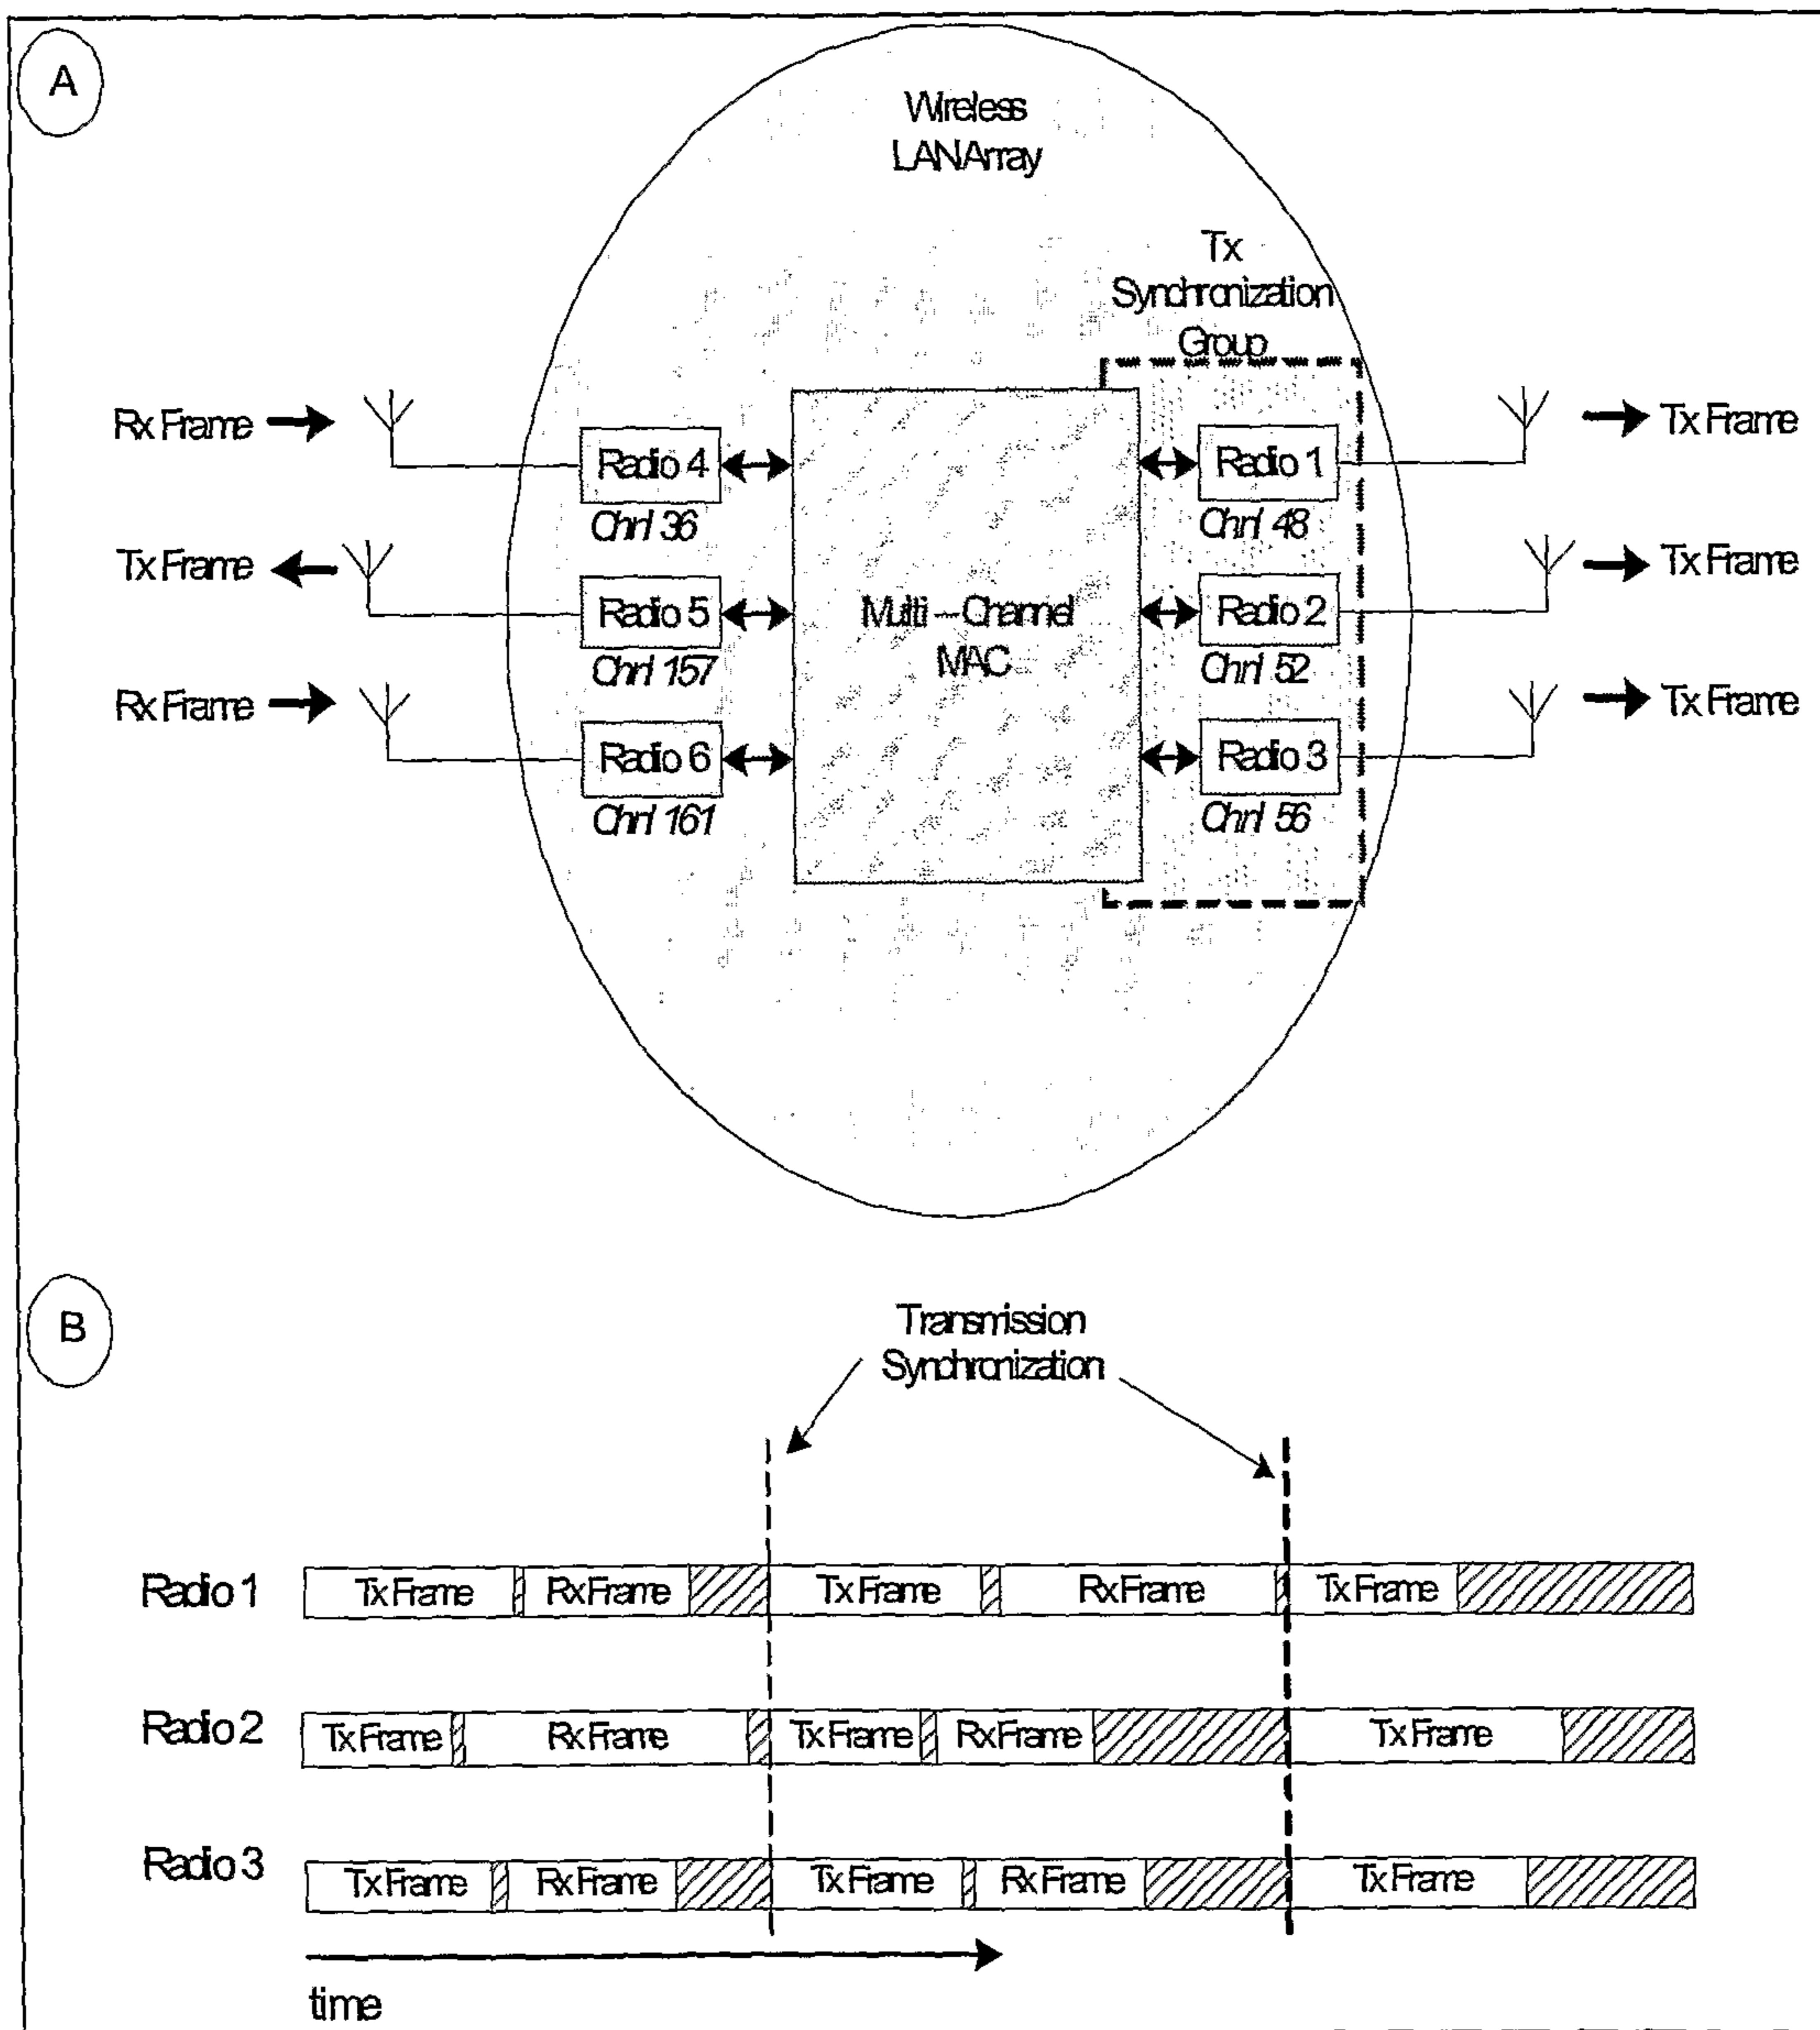 A
Wireless
LAN Array
Tx
Synchronization
Group
Rx Frame
Radio 4
Chnl 36
Radio 1
Chnl 48
Tx Frame
Tx Frame
Radio 5
Chnl 157
Multi – Channel
MAC
Radio 2
Chnl 52
Tx Frame
Rx Frame
Radio 6
Chnl 161
Radio 3
Chnl 56
Tx Frame
B
Transmission
Synchronization
Radio 1 Tx Frame Rx Frame Tx Frame Rx Frame Tx Frame
Radio 2 Tx Frame Rx Frame Tx Frame Rx Frame Tx Frame
Radio 3 Tx Frame Rx Frame Tx Frame Rx Frame Tx Frame
time